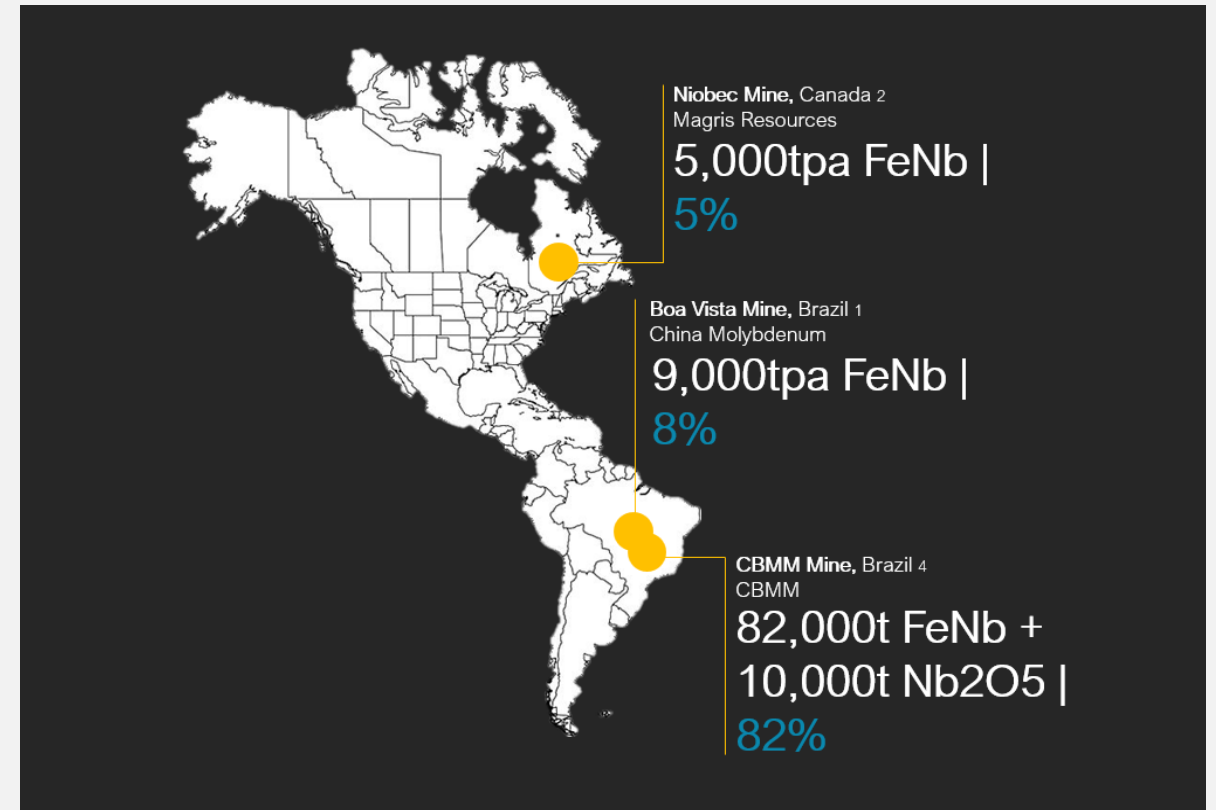 Niobec Mine, Canada 2
Magris Resources
5,000tpa FeNb |
5%
Boa Vista Mine, Brazil 1
China Molybdenum
9,000tpa FeNb |
8%
CBMM Mine, Brazil 4
CBMM
82,000t FeNb +
10,000t Nb2O5 |
82%